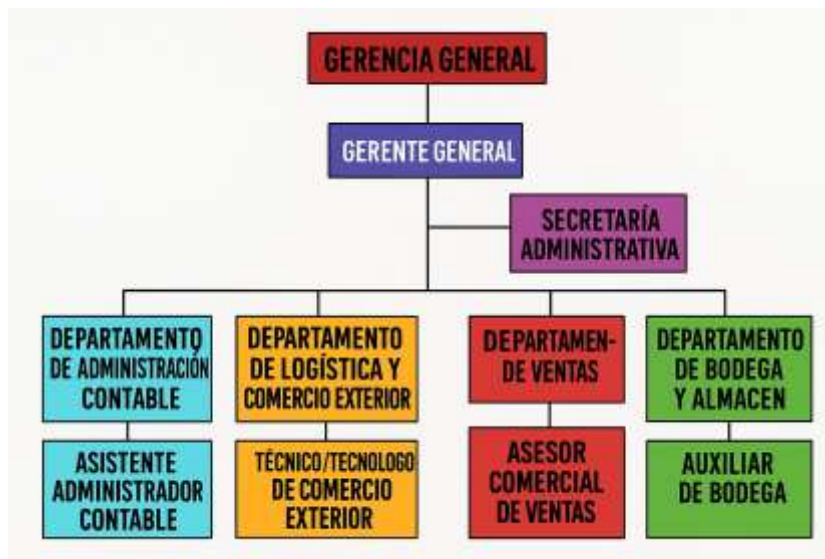 GERENCIA GENERAL
GERENTE GENERAL
SECRETARÍA
ADMINISTRATIVA
DEPARTAMENTO
DE ADMINISTRACIÓN
CONTABLE
DEPARTAMENTO
DE LOGÍSTICA Y
COMERCIO EXTERIOR
DEPARTAMEN-
DE VENTAS
DEPARTAMENTO
DE BODEGA
Y ALMACEN
ASISTENTE
ADMINISTRADOR
CONTABLE
TÉCNICO/TECNOLOGO
DE COMERCIO
EXTERIOR
ASESOR
COMERCIAL
DE VENTAS
AUXILIAR
DE BODEGA